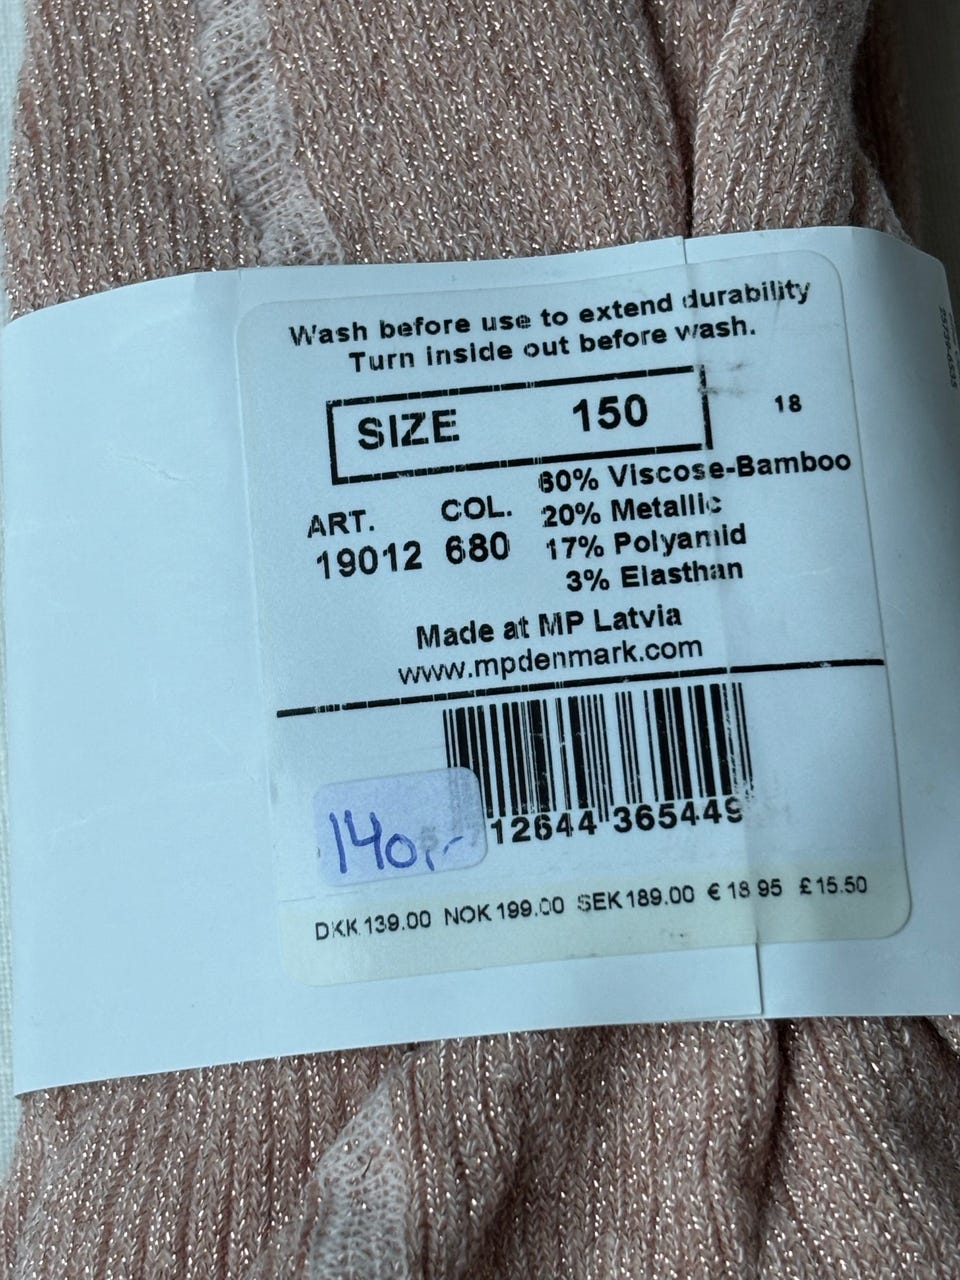 Wash before use to extend durability
Turn inside out before wash.
SIZE 150
18
60% Viscose-Bamboo
20% Metallic
17% Polyamid
3% Elasthan
ART. COL.
19012 680
Made at MP Latvia
www.mpdenmark.com
12644 365449
140,-
DKK 139.00 NOK 199.00 SEK 189.00 € 18.95 £ 15.50